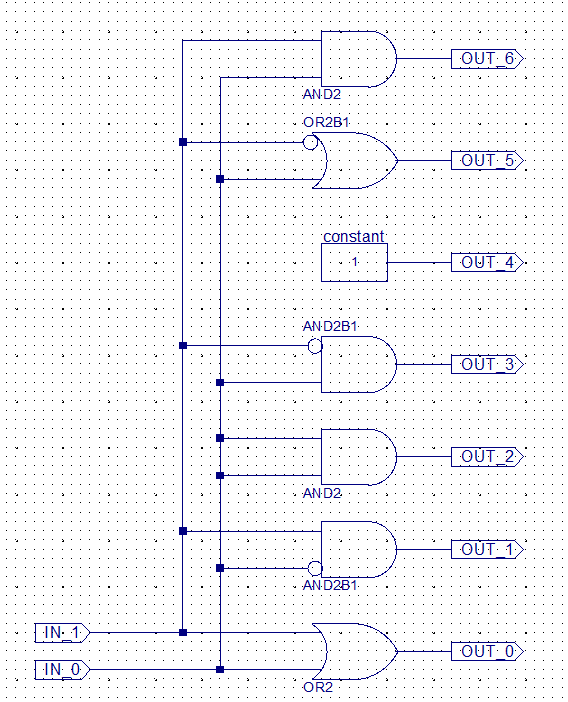 OUT_6
AND2
OR2B1
OUT_5
constant
1
OUT_4
AND2B1
OUT_3
OUT_2
AND2
OUT_1
AND2B1
IN_1
OUT_0
IN_0
OR2